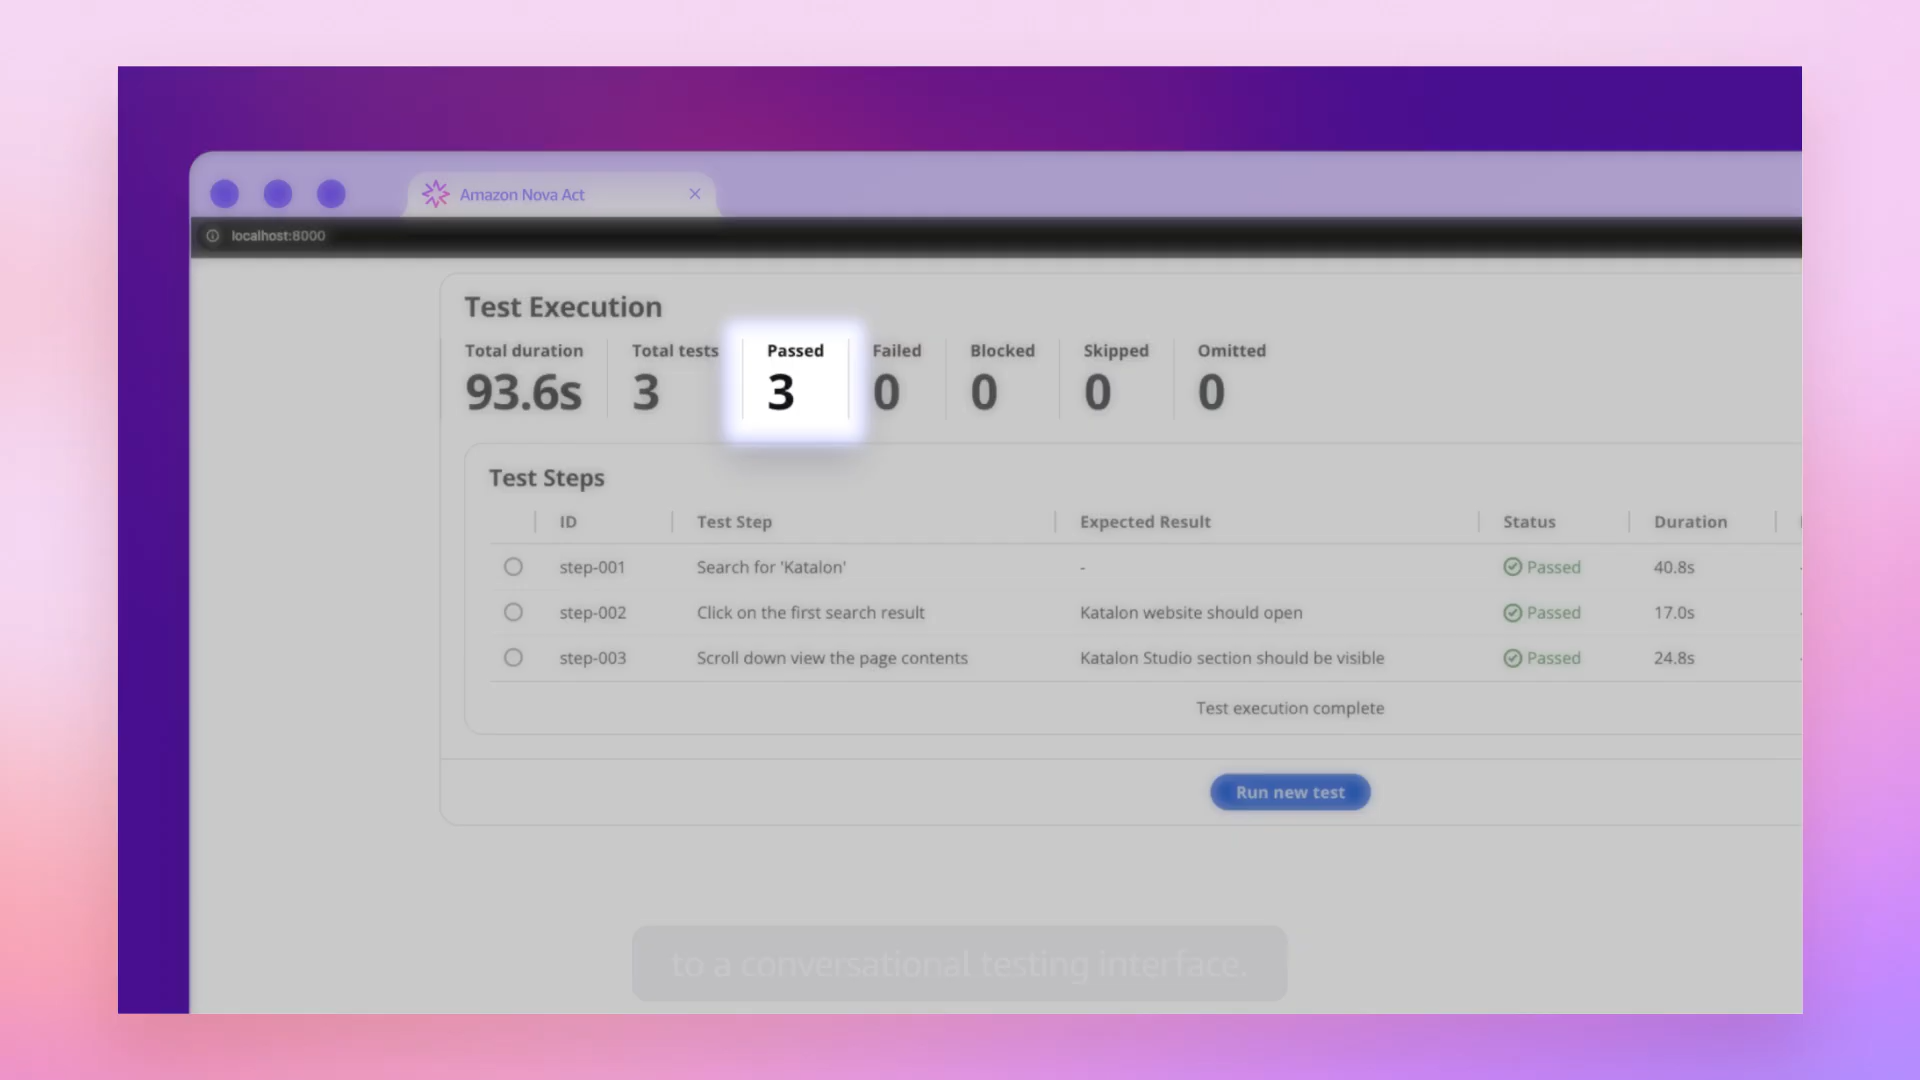 Amazon Nova Act
localhost:8000
Test Execution
Total duration Total tests Passed Failed Blocked Skipped Omitted
93.6s 3 3 0 0 0 0
Test Steps
ID Test Step Expected Result Status Duration
step-001 Search for 'Katalon' - Passed 40.8s
step-002 Click on the first search result Katalon website should open Passed 17.0s
step-003 Scroll down view the page contents Katalon Studio section should be visible Passed 24.8s
Test execution complete
Run new test
to a conversational testing interface.